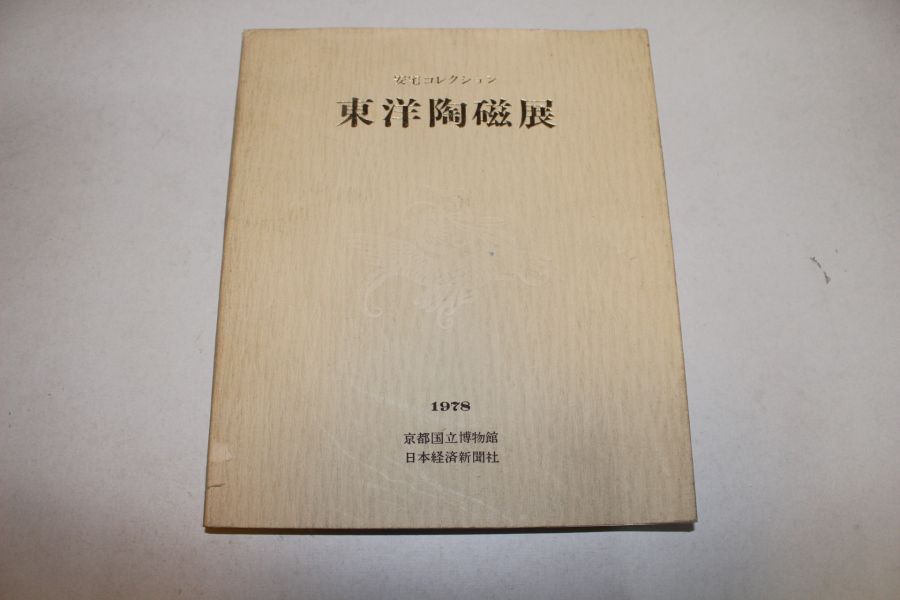 安宅コレクション
東洋陶磁展
1978
京都国立博物館
日本経済新聞社